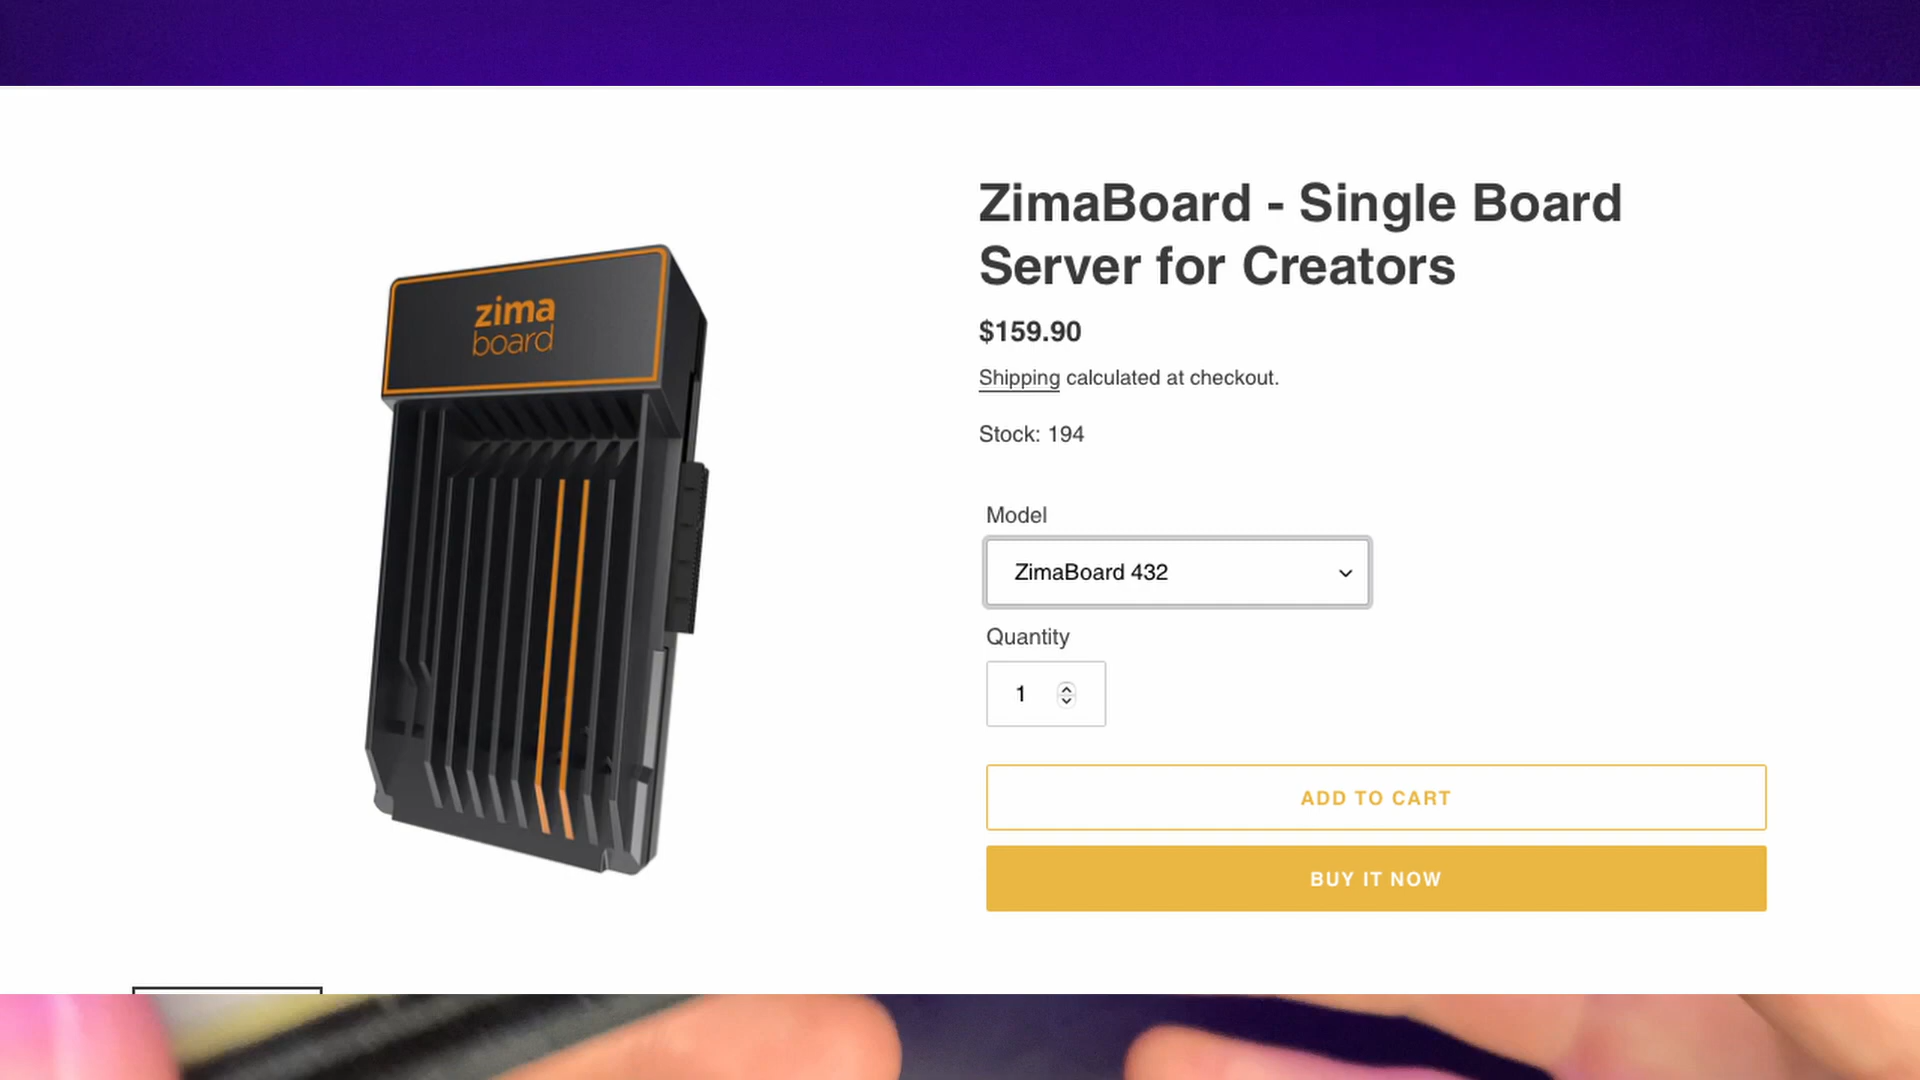 zima
board
ZimaBoard - Single Board
Server for Creators
$159.90
Shipping calculated at checkout.
Stock: 194
Model
ZimaBoard 432
Quantity
1
ADD TO CART
BUY IT NOW